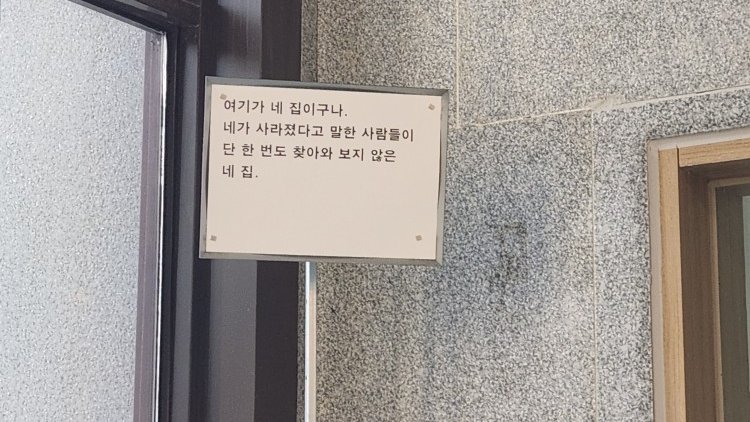 여기가 네 집이구나.
네가 사라졌다고 말한 사람들이
단 한 번도 찾아와 보지 않은
네 집.